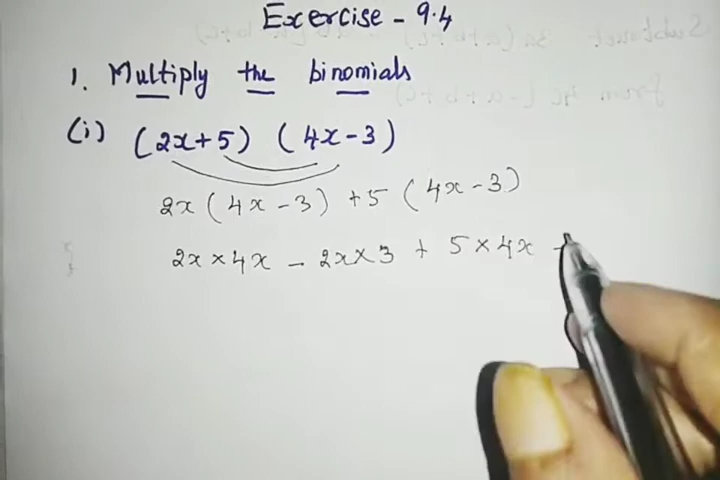 Exercise - 9.4
1. Multiply the binomials
(i) (2x+5) (4x-3)
2x (4x - 3) +5 (4x-3)
2x × 4x - 2x×3 + 5×4x -